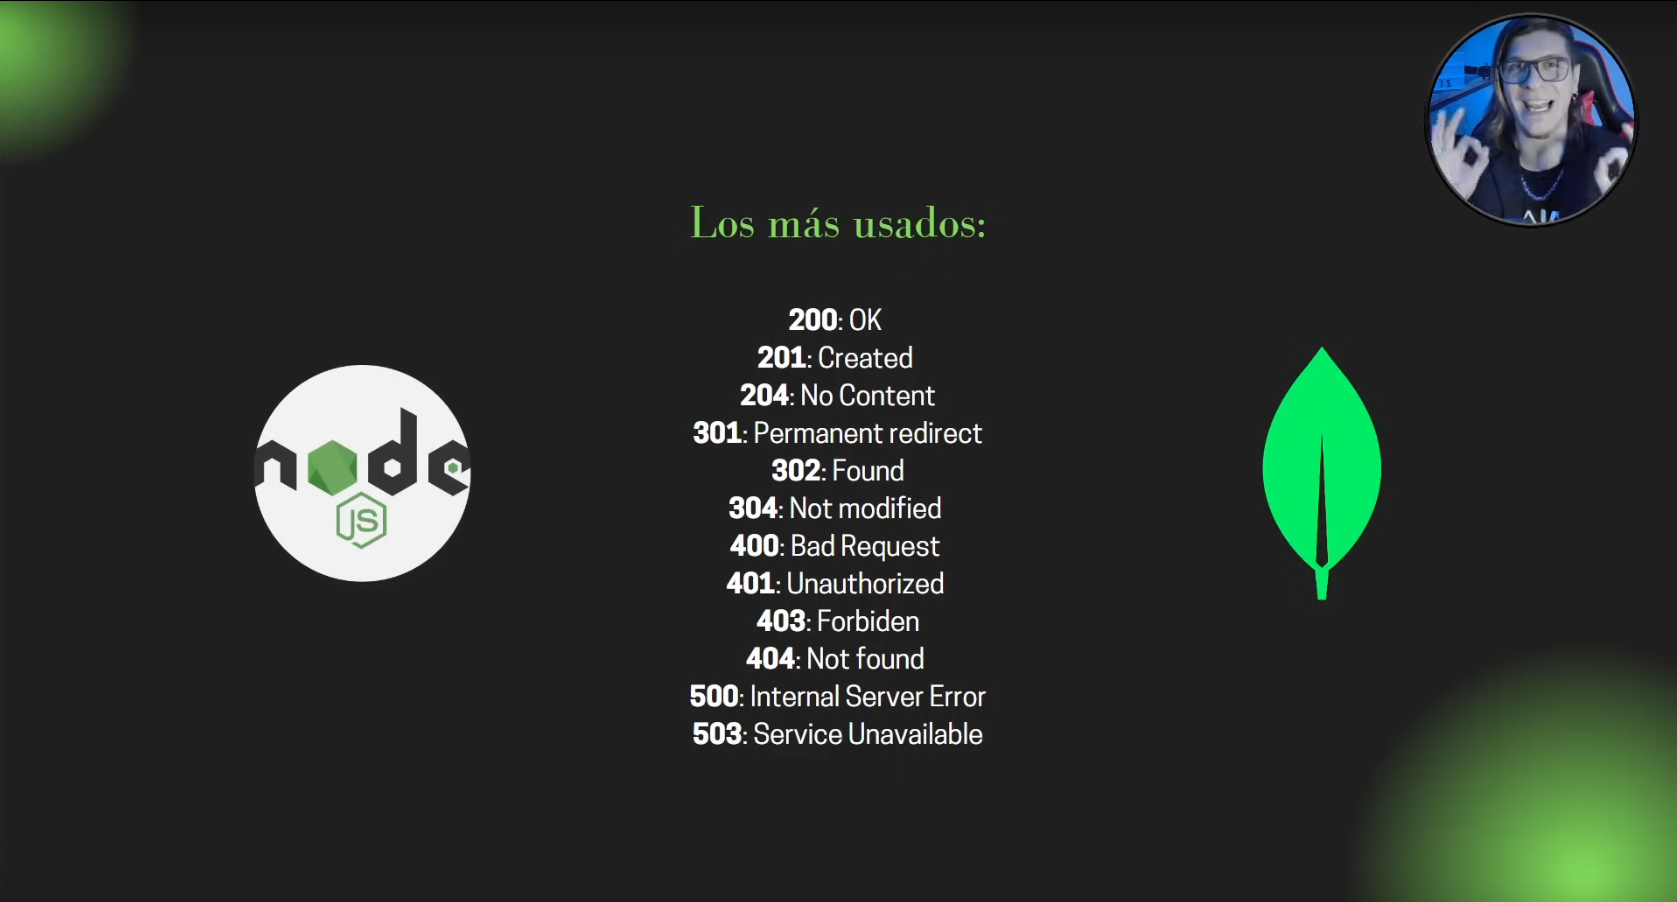 Los más usados:
200: OK
201: Created
204: No Content
301: Permanent redirect
302: Found
304: Not modified
400: Bad Request
401: Unauthorized
403: Forbiden
404: Not found
500: Internal Server Error
503: Service Unavailable
node
JS